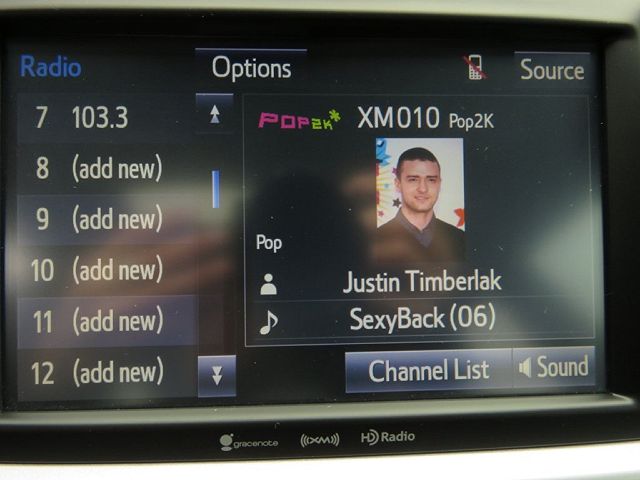 Radio Options Source
7 103.3
8 (add new)
9 (add new)
10 (add new)
11 (add new)
12 (add new)
POP2K* XM010 Pop2K
Pop
Justin Timberlak
SexyBack (06)
Channel List Sound
gracenote ((XM)) HD Radio